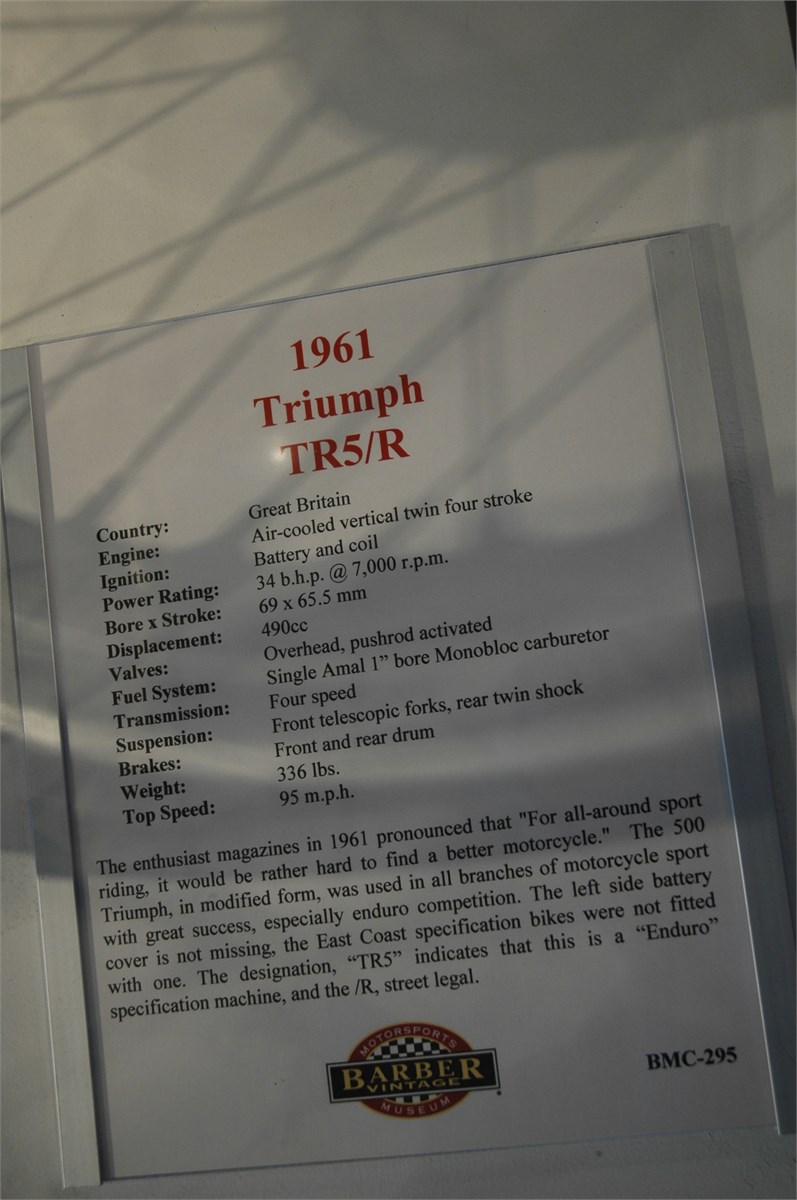 1961
Triumph
TR5/R
Country: Great Britain
Engine: Air-cooled vertical twin four stroke
Ignition: Battery and coil
Power Rating: 34 b.h.p. @ 7,000 r.p.m.
Bore x Stroke: 69 x 65.5 mm
Displacement: 490cc
Valves: Overhead, pushrod activated
Fuel System: Single Amal 1” bore Monobloc carburetor
Transmission: Four speed
Suspension: Front telescopic forks, rear twin shock
Brakes: Front and rear drum
Weight: 336 lbs.
Top Speed: 95 m.p.h.
The enthusiast magazines in 1961 pronounced that "For all-around sport
riding, it would be rather hard to find a better motorcycle." The 500
Triumph, in modified form, was used in all branches of motorcycle sport
with great success, especially enduro competition. The left side battery
cover is not missing, the East Coast specification bikes were not fitted
with one. The designation, “TR5” indicates that this is a “Enduro”
specification machine, and the /R, street legal.
MOTORSPORTS
BARBER
VINTAGE
MUSEUM
BMC-295